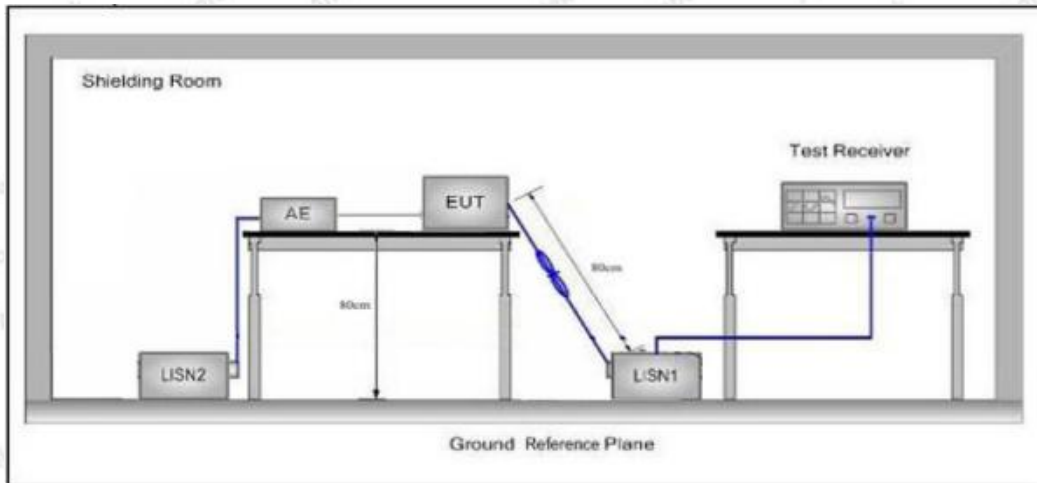 Shielding Room
Test Receiver
AE
EUT
80cm
80cm
LISN2
LISN1
Ground Reference Plane